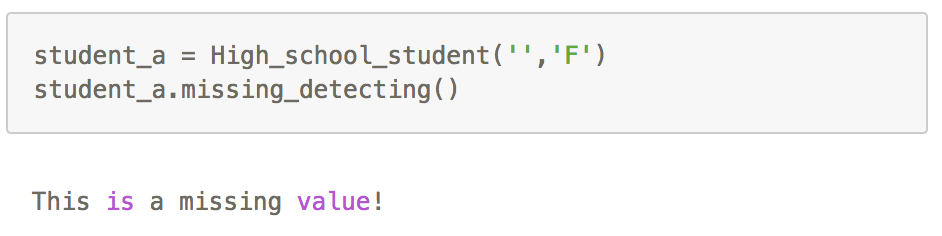 student_a = High_school_student('','F')
student_a.missing_detecting()
This is a missing value!